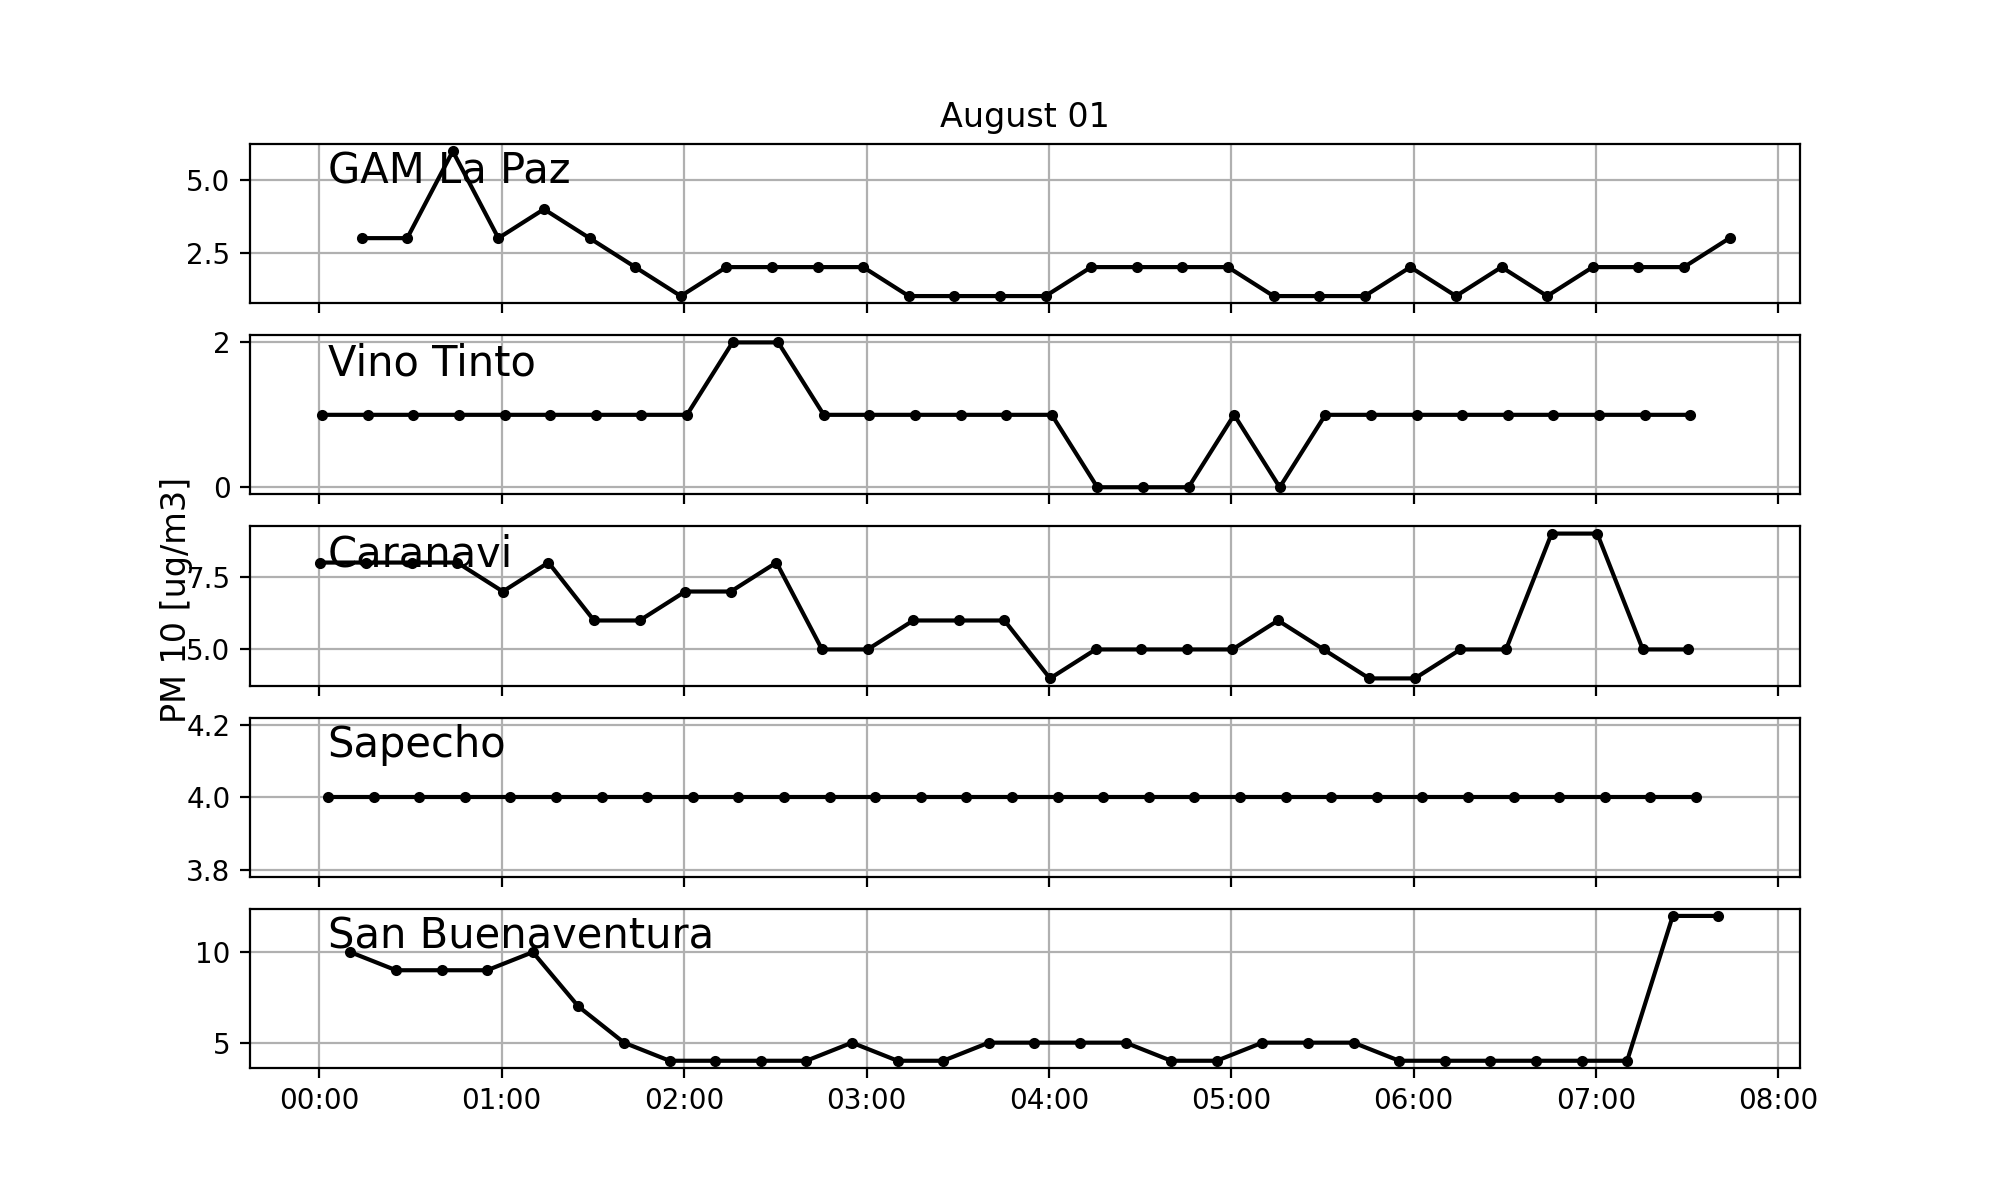 August 01
GAM La Paz
5.0
2.5
Vino Tinto
2
0
PM 10 [ug/m3]
Caranavi
7.5
5.0
Sapecho
4.2
4.0
3.8
San Buenaventura
10
5
00:00 01:00 02:00 03:00 04:00 05:00 06:00 07:00 08:00